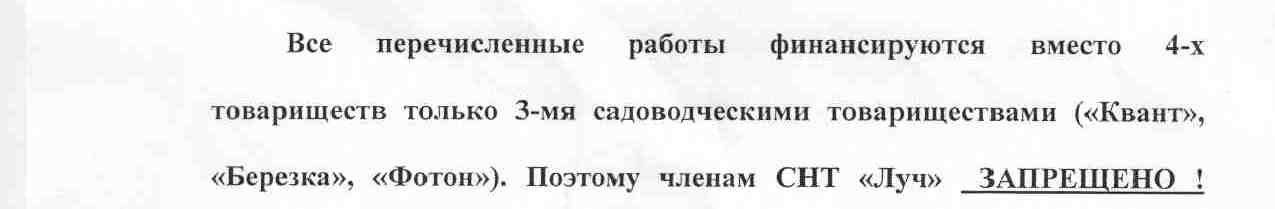 Все перечисленные работы финансируются вместо 4-х
товариществ только 3-мя садоводческими товариществами («Квант»,
«Березка», «Фотон»). Поэтому членам СНТ «Луч» ЗАПРЕЩЕНО !